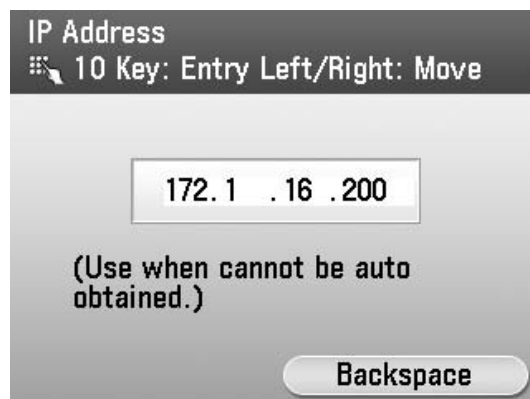 IP Address
10 Key: Entry Left/Right: Move
172. 1 . 16 . 200
(Use when cannot be auto
obtained.)
Backspace